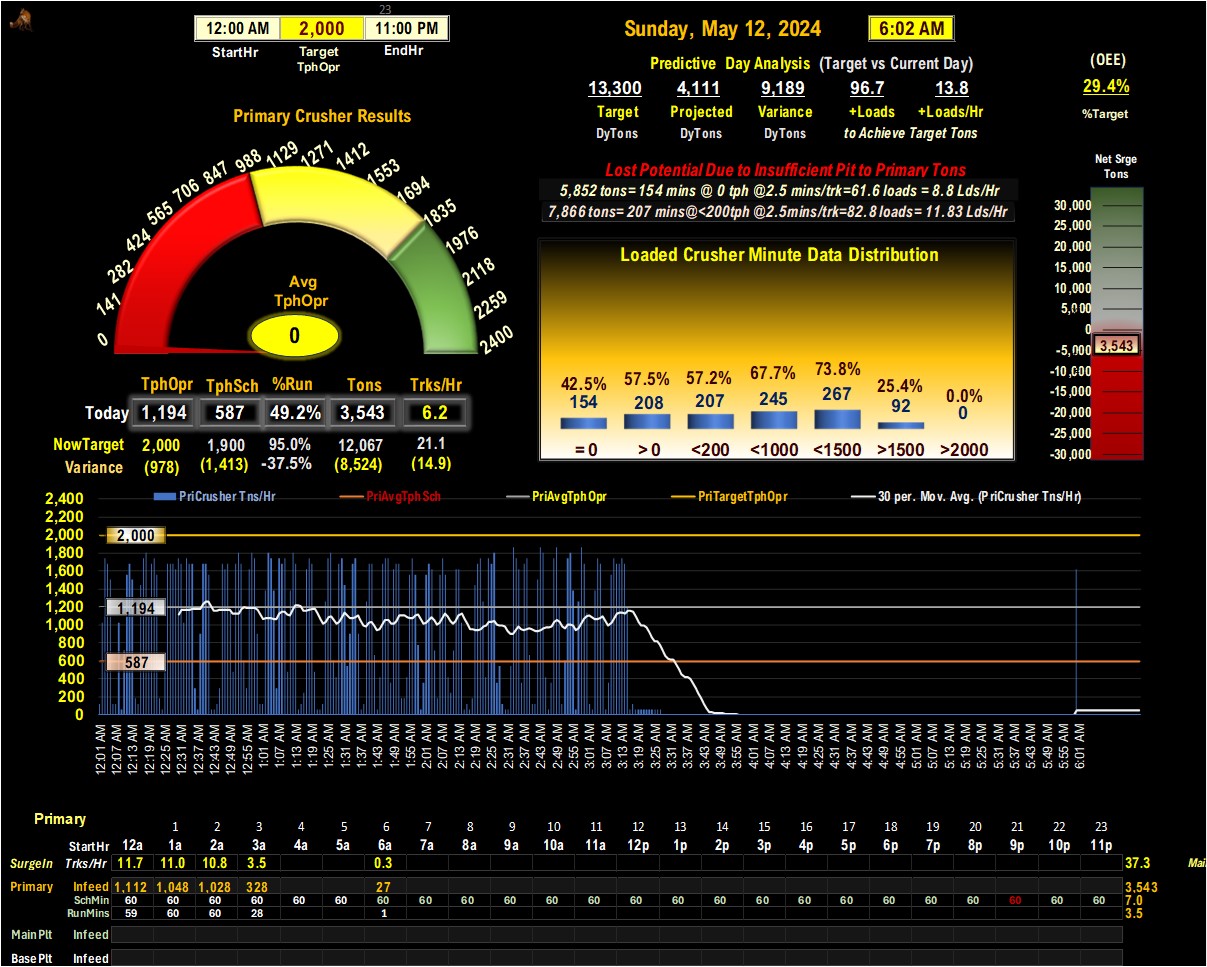 23
12:00 AM 2,000 11:00 PM
StartHr Target TphOpr EndHr
Sunday, May 12, 2024 6:02 AM
Predictive Day Analysis (Target vs Current Day)
13,300 4,111 9,189 96.7 13.8
Target Projected Variance +Loads +Loads/Hr
DyTons DyTons DyTons to Achieve Target Tons
(OEE)
29.4%
%Target
Primary Crusher Results
0 141 282 424 565 706 847 988 1129 1271 1412 1553 1694 1835 1976 2118 2259 2400
Avg
TphOpr
0
Lost Potential Due to Insufficient Pit to Primary Tons
5,852 tons=154 mins @ 0 tph @2.5 mins/trk=61.6 loads = 8.8 Lds/Hr
7,866 tons= 207 mins@<200tph @2.5mins/trk=82.8 loads= 11.83 Lds/Hr
Net Srge
Tons
30,000
25,000
20,000
15,000
10,000
5,000
0
-5,000
3,543
-10,000
-15,000
-20,000
-25,000
-30,000
Loaded Crusher Minute Data Distribution
42.5% 57.5% 57.2% 67.7% 73.8% 25.4% 0.0%
154 208 207 245 267 92 0
= 0 > 0 <200 <1000 <1500 >1500 >2000
TphOpr TphSch %Run Tons Trks/Hr
Today 1,194 587 49.2% 3,543 6.2
NowTarget 2,000 1,900 95.0% 12,067 21.1
Variance (978) (1,413) -37.5% (8,524) (14.9)
PriCrusher Tns/Hr PriAvgTphSch PriAvgTphOpr PriTargetTphOpr 30 per. Mov. Avg. (PriCrusher Tns/Hr)
2,400
2,200
2,000 2,000
1,800
1,600
1,400
1,200 1,194
1,000
800
600 587
400
200
0
12:01 AM 12:07 AM 12:13 AM 12:19 AM 12:25 AM 12:31 AM 12:37 AM 12:43 AM 12:49 AM 12:55 AM 1:01 AM 1:07 AM 1:13 AM 1:19 AM 1:25 AM 1:31 AM 1:37 AM 1:43 AM 1:49 AM 1:55 AM 2:01 AM 2:07 AM 2:13 AM 2:19 AM 2:25 AM 2:31 AM 2:37 AM 2:43 AM 2:49 AM 2:55 AM 3:01 AM 3:07 AM 3:13 AM 3:19 AM 3:25 AM 3:31 AM 3:37 AM 3:43 AM 3:49 AM 3:55 AM 4:01 AM 4:07 AM 4:13 AM 4:19 AM 4:25 AM 4:31 AM 4:37 AM 4:43 AM 4:49 AM 4:55 AM 5:01 AM 5:07 AM 5:13 AM 5:19 AM 5:25 AM 5:31 AM 5:37 AM 5:43 AM 5:49 AM 5:55 AM 6:01 AM
Primary
1 2 3 4 5 6 7 8 9 10 11 12 13 14 15 16 17 18 19 20 21 22 23
StartHr 12a 1a 2a 3a 4a 5a 6a 7a 8a 9a 10a 11a 12p 1p 2p 3p 4p 5p 6p 7p 8p 9p 10p 11p
SurgeIn Trks/Hr 11.7 11.0 10.8 3.5 0.3 37.3
Primary Infeed 1,112 1,048 1,028 328 27 3,543
SchMin 60 60 60 60 60 60 60 60 60 60 60 60 60 60 60 60 60 60 60 60 60 60 60 60 7.0
RunMins 59 60 60 28 1 3.5
MainPlt Infeed
BasePlt Infeed